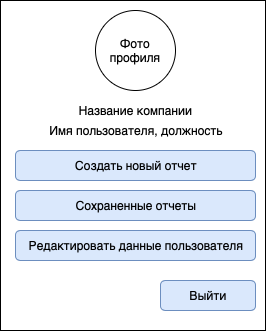 Фото
профиля
Название компании
Имя пользователя, должность
Создать новый отчет
Сохраненные отчеты
Редактировать данные пользователя
Выйти